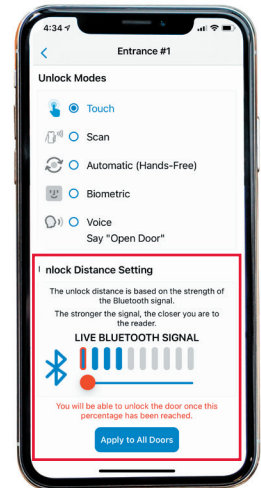 4:34
Entrance #1
Unlock Modes
Touch
Scan
Automatic (Hands-Free)
Biometric
Voice
Say "Open Door"
nlock Distance Setting
The unlock distance is based on the strength of
the Bluetooth signal.
The stronger the signal, the closer you are to
the reader.
LIVE BLUETOOTH SIGNAL
You will be able to unlock the door once this
percentage has been reached.
Apply to All Doors